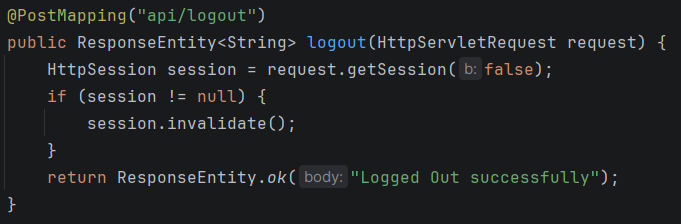 @PostMapping("api/logout")
public ResponseEntity<String> logout(HttpServletRequest request) {
    HttpSession session = request.getSession( b: false);
    if (session != null) {
        session.invalidate();
    }
    return ResponseEntity.ok( body: "Logged Out successfully");
}